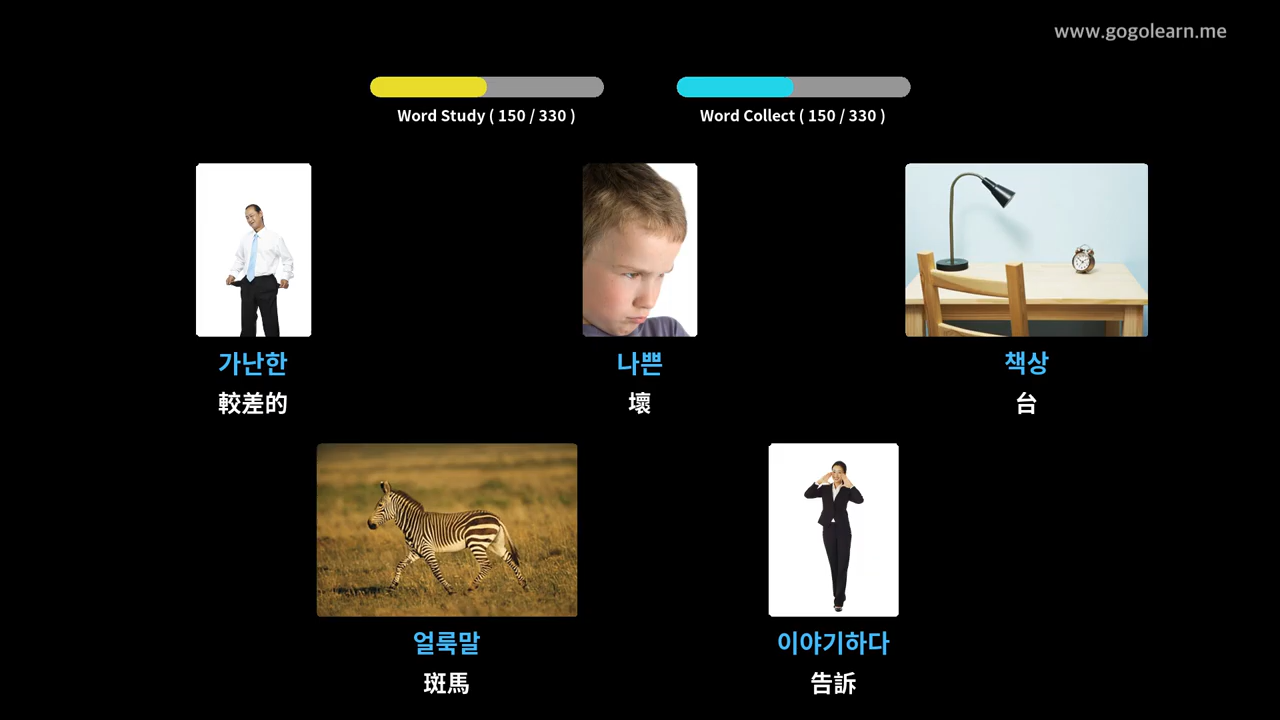 www.gogolearn.me
Word Study ( 150 / 330 )
Word Collect ( 150 / 330 )
가난한
較差的
나쁜
壞
책상
台
얼룩말
斑馬
이야기하다
告訴